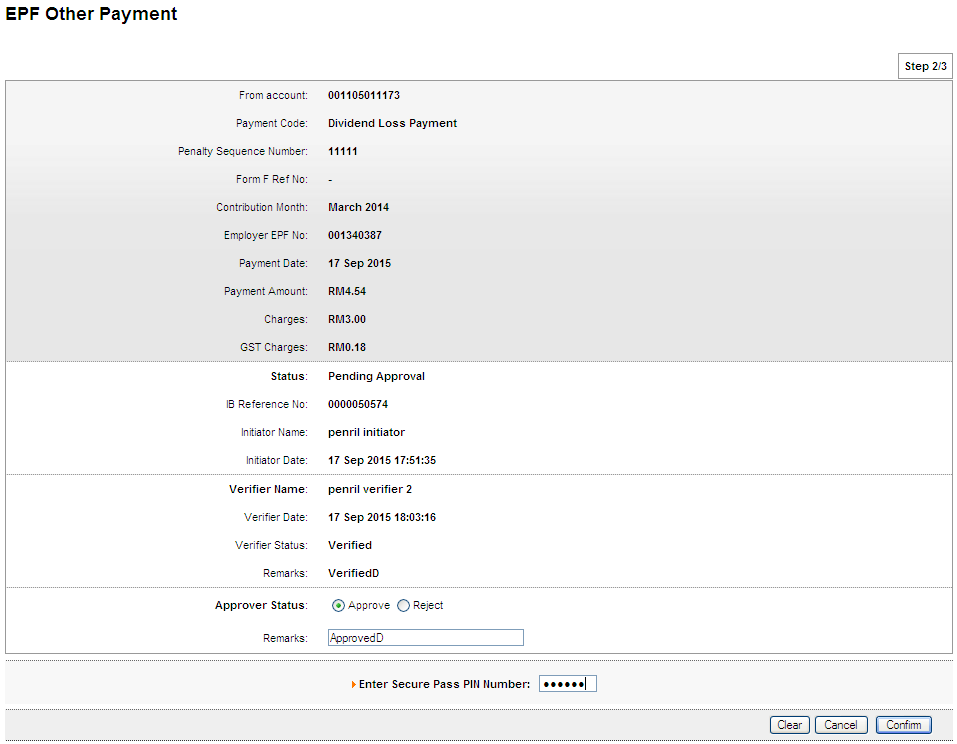 EPF Other Payment
Step 2/3
From account: 001105011173
Payment Code: Dividend Loss Payment
Penalty Sequence Number: 11111
Form F Ref No: -
Contribution Month: March 2014
Employer EPF No: 001340387
Payment Date: 17 Sep 2015
Payment Amount: RM4.54
Charges: RM3.00
GST Charges: RM0.18
Status: Pending Approval
IB Reference No: 0000050574
Initiator Name: penril initiator
Initiator Date: 17 Sep 2015 17:51:35
Verifier Name: penril verifier 2
Verifier Date: 17 Sep 2015 18:03:16
Verifier Status: Verified
Remarks: VerifiedD
Approver Status: Approve Reject
Remarks: ApprovedD
Enter Secure Pass PIN Number: ••••••
Clear Cancel Confirm